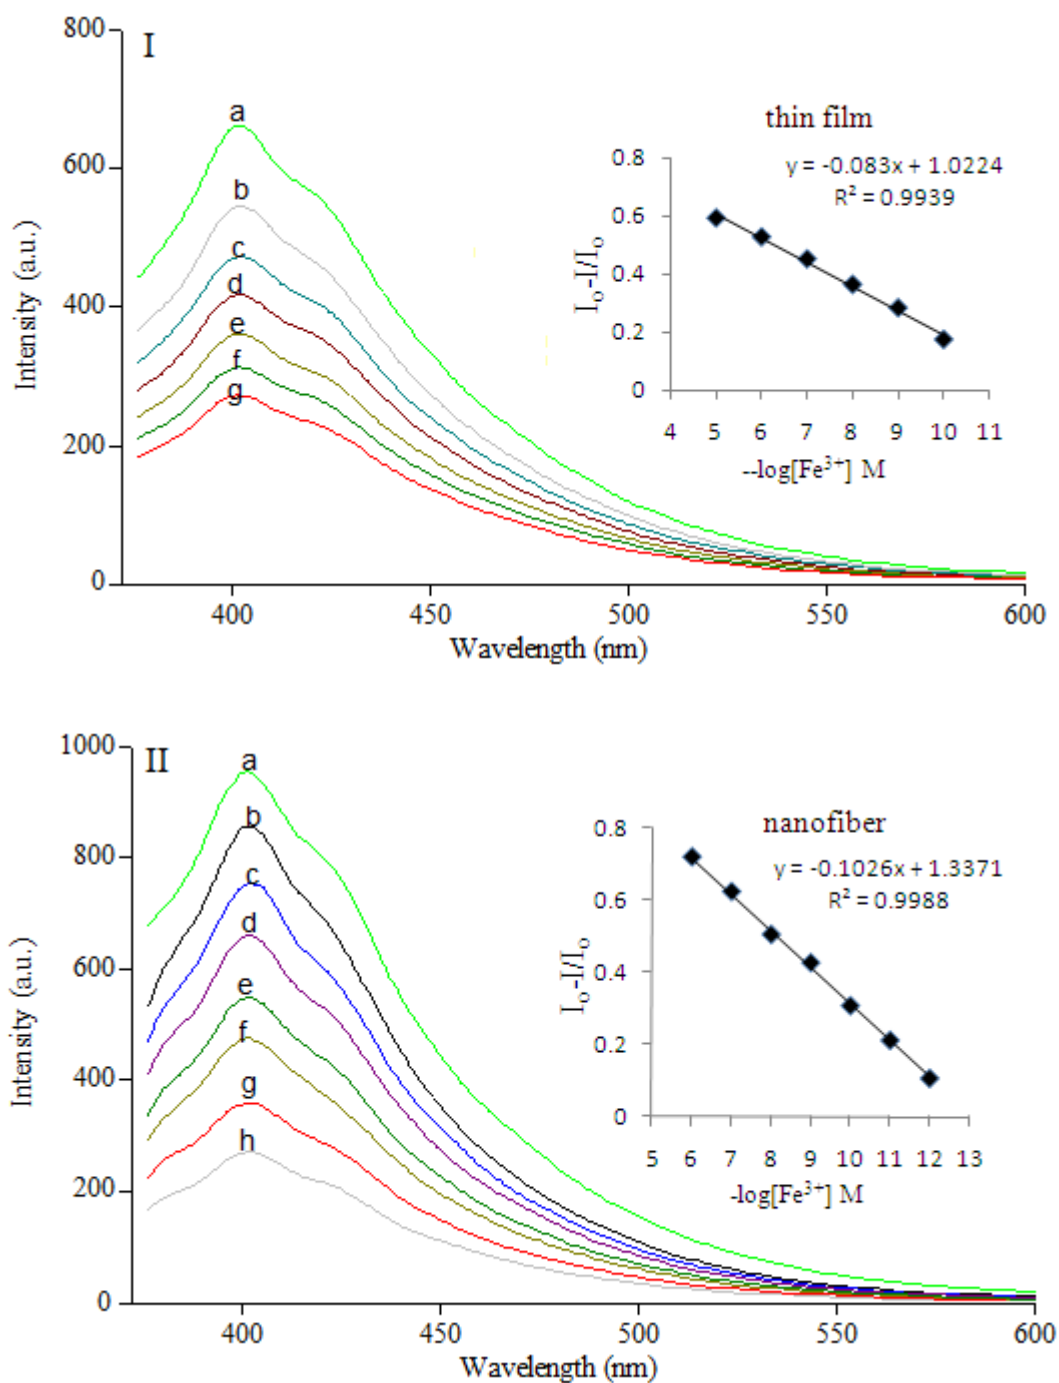 800
I
a
thin film
0.8
y = -0.083x + 1.0224
R² = 0.9939
600
b
0.6
Intensity (a.u.)
c
Iₒ-I/Iₒ
400
d
0.4
e
0.2
f
0
g
4 5 6 7 8 9 10 11
200
--log[Fe³⁺] M
0
400 450 500 550 600
Wavelength (nm)
1000
II
a
nanofiber
0.8
b
y = -0.1026x + 1.3371
R² = 0.9988
800
c
0.6
Intensity (a.u.)
d
Iₒ-I/Iₒ
600
0.4
e
0.2
f
400
0
g
5 6 7 8 9 10 11 12 13
h
-log[Fe³⁺] M
200
0
400 450 500 550 600
Wavelength (nm)